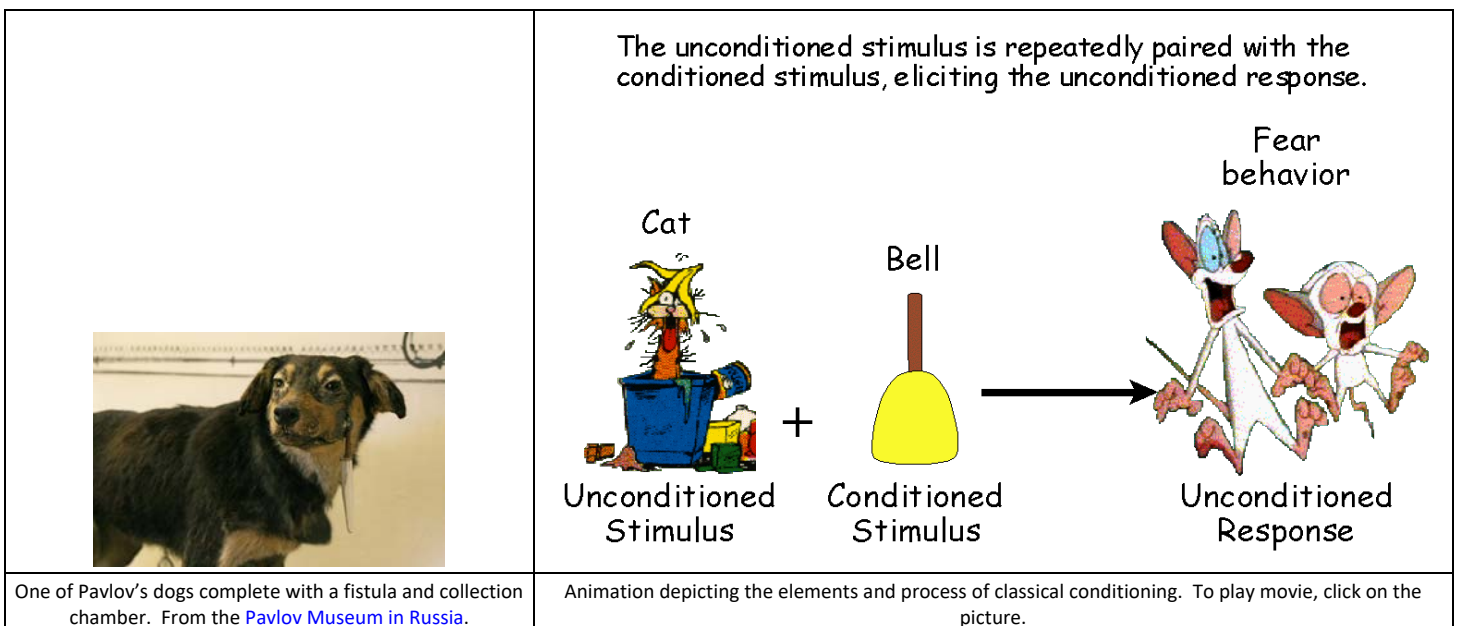 The unconditioned stimulus is repeatedly paired with the
conditioned stimulus, eliciting the unconditioned response.
Fear
behavior
Cat
Bell
+
Unconditioned
Stimulus
Conditioned
Stimulus
Unconditioned
Response
One of Pavlov’s dogs complete with a fistula and collection
chamber. From the Pavlov Museum in Russia.
Animation depicting the elements and process of classical conditioning. To play movie, click on the
picture.